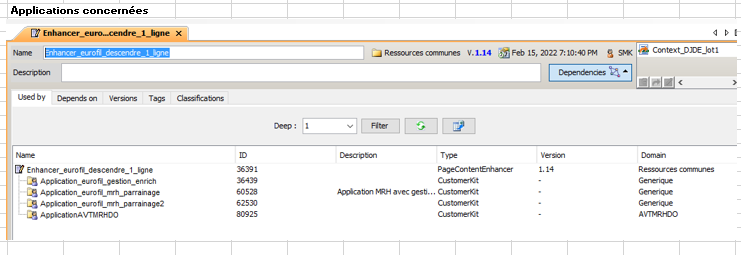 Applications concernées
Enhancer_euro...cendre_1_ligne
Name Enhancer_eurofil_descendre_1_ligne Ressources communes V.1.14 Feb 15, 2022 7:10:40 PM SMK Context_DJDE_lot1
Description Dependencies
Used by Depends on Versions Tags Classifications
Deep : 1 Filter
Name ID Description Type Version Domain
Enhancer_eurofil_descendre_1_ligne 36391 PageContentEnhancer 1.14 Ressources communes
Application_eurofil_gestion_enrich 36439 CustomerKit - Generique
Application_eurofil_mrh_parrainage 60528 Application MRH avec gesti... CustomerKit - Generique
Application_eurofil_mrh_parrainage2 62530 CustomerKit - Generique
ApplicationAVTMRHDO 80925 CustomerKit - AVTMRHDO